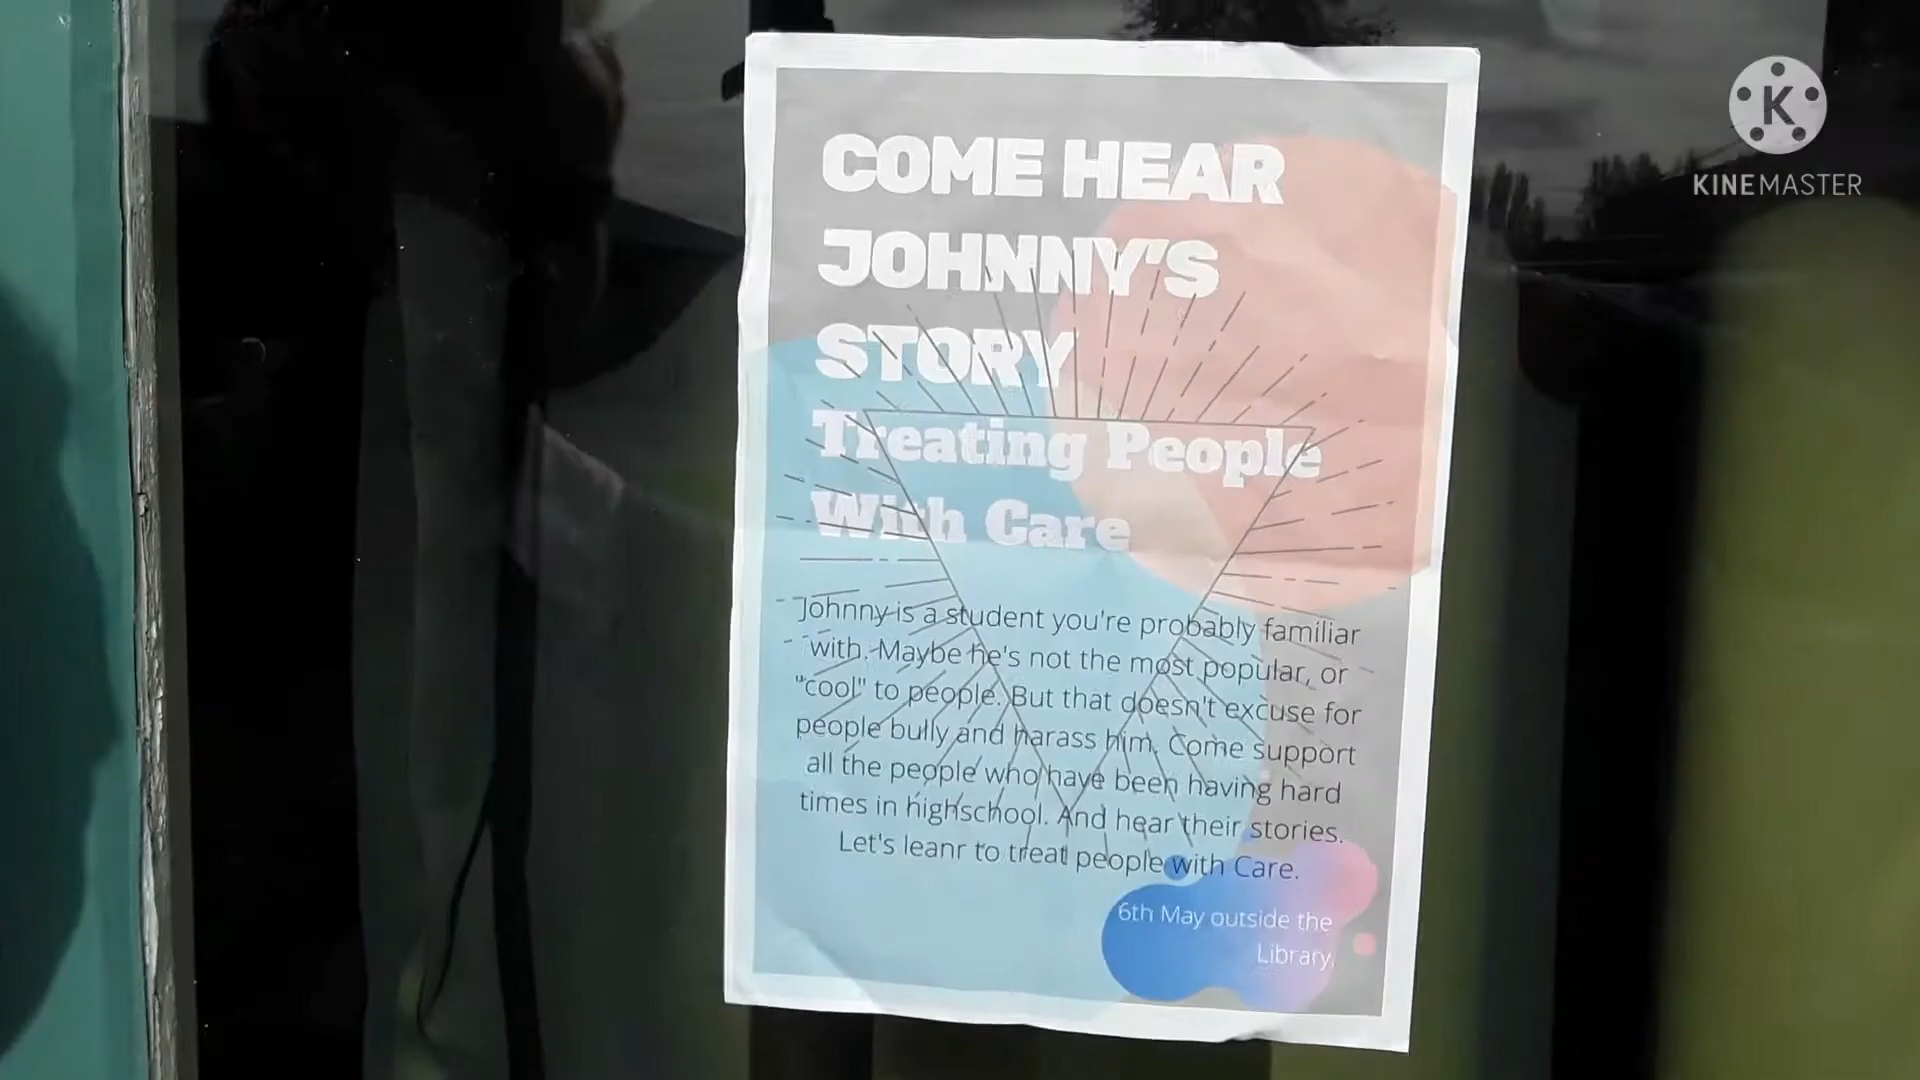 COME HEAR
JOHNNY'S
STORY
Treating People
With Care
Johnny is a student you're probably familiar
with. Maybe he's not the most popular, or
"cool" to people. But that doesn't excuse for
people bully and harass him. Come support
all the people who have been having hard
times in highschool. And hear their stories.
Let's leanr to treat people with Care.
6th May outside the
Library.
K
KINEMASTER